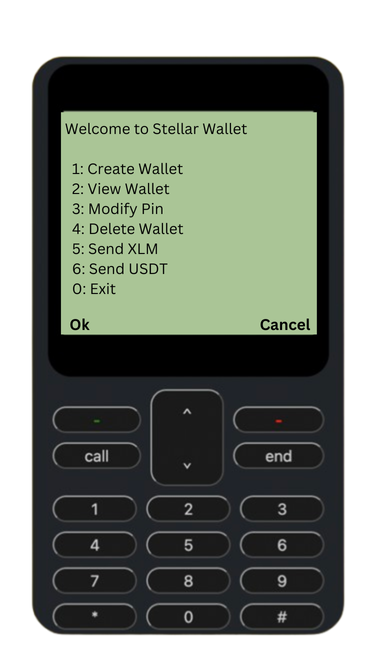 Welcome to Stellar Wallet
1: Create Wallet
2: View Wallet
3: Modify Pin
4: Delete Wallet
5: Send XLM
6: Send USDT
0: Exit
Ok Cancel
- ^ -
call ˅ end
1 2 3
4 5 6
7 8 9
* 0 #